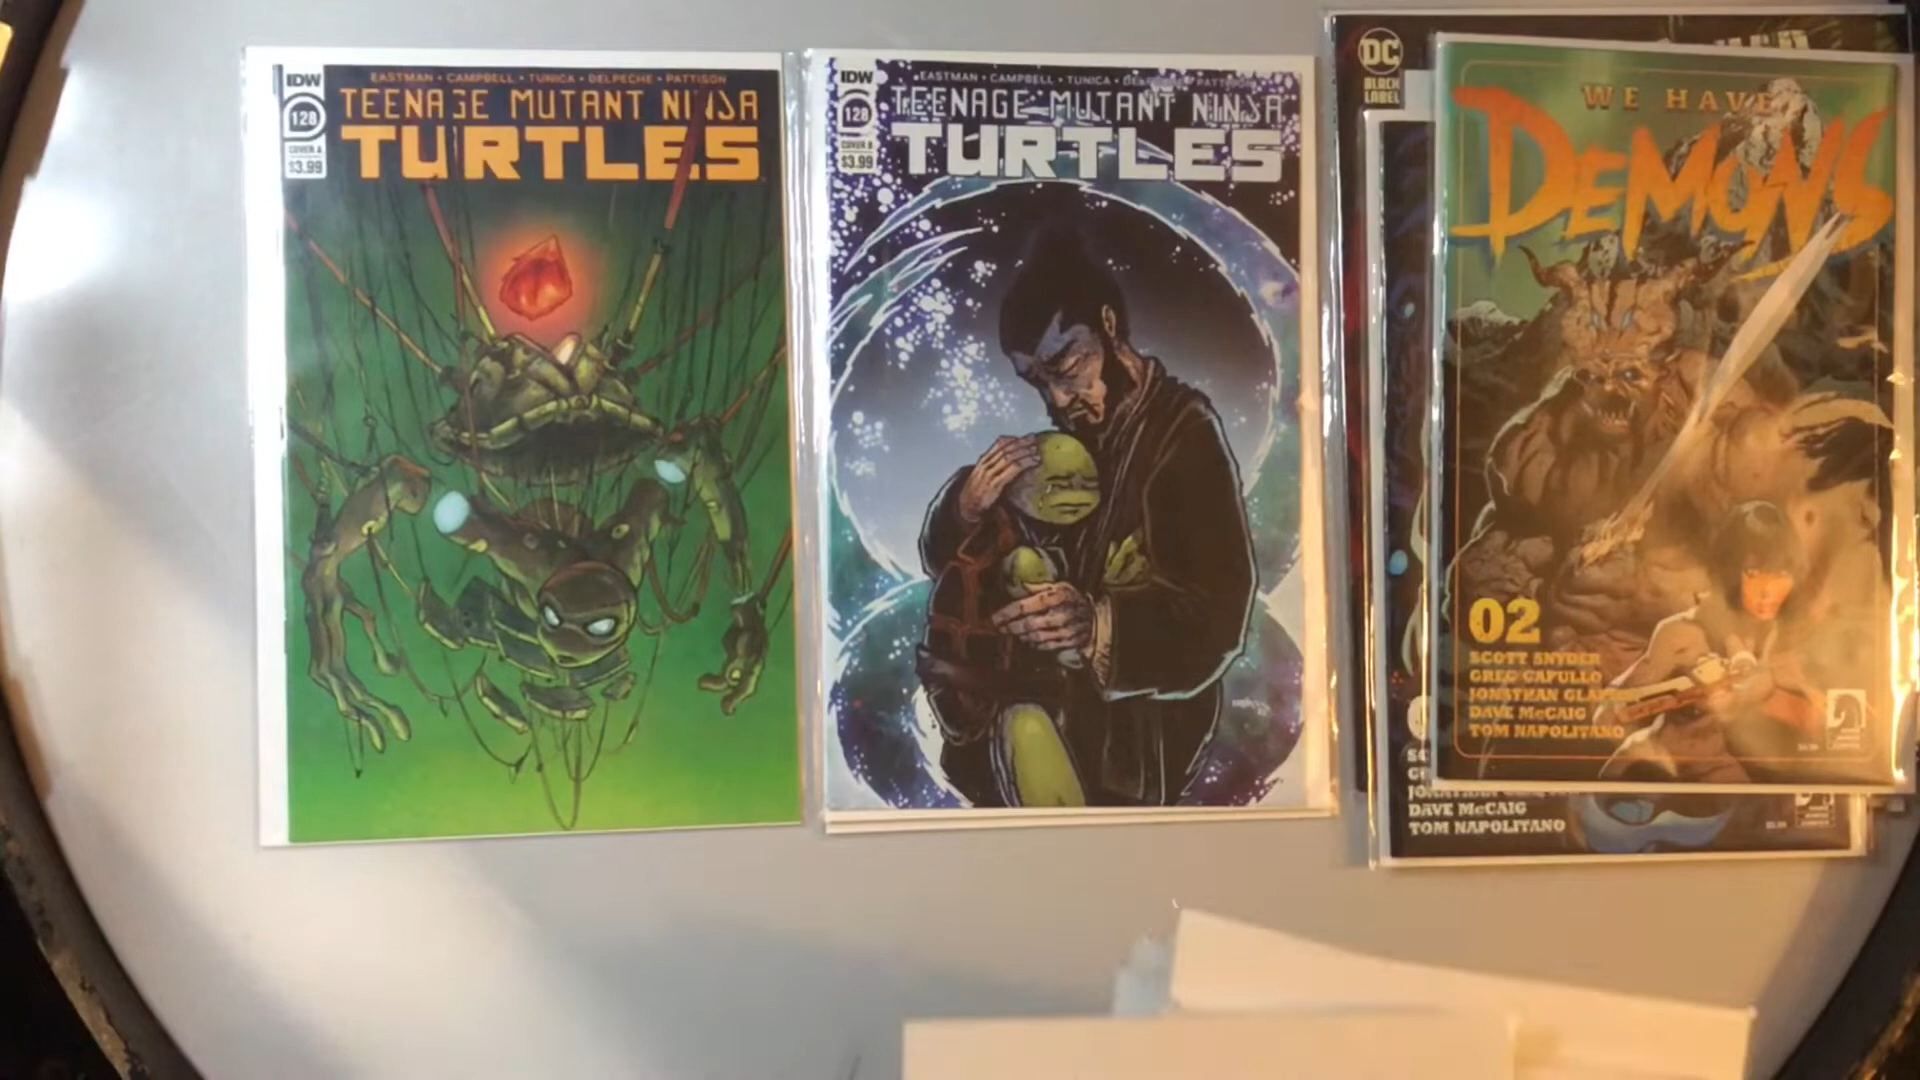 IDW
128
COVER A
$3.99
EASTMAN • CAMPBELL • TUNICA • DELPECHE • PATTISON
TEENAGE MUTANT NINJA
TURTLES
IDW
128
COVER B
$3.99
EASTMAN • CAMPBELL • TUNICA
TEENAGE MUTANT NINJA
TURTLES
DC
BLACK
LABEL
WE HAVE
DEMONS
02
SCOTT SNYDER
GREG CAPULLO
JONATHAN
DAVE McCAIG
TOM NAPOLITANO
DAVE McCAIG
TOM NAPOLITANO